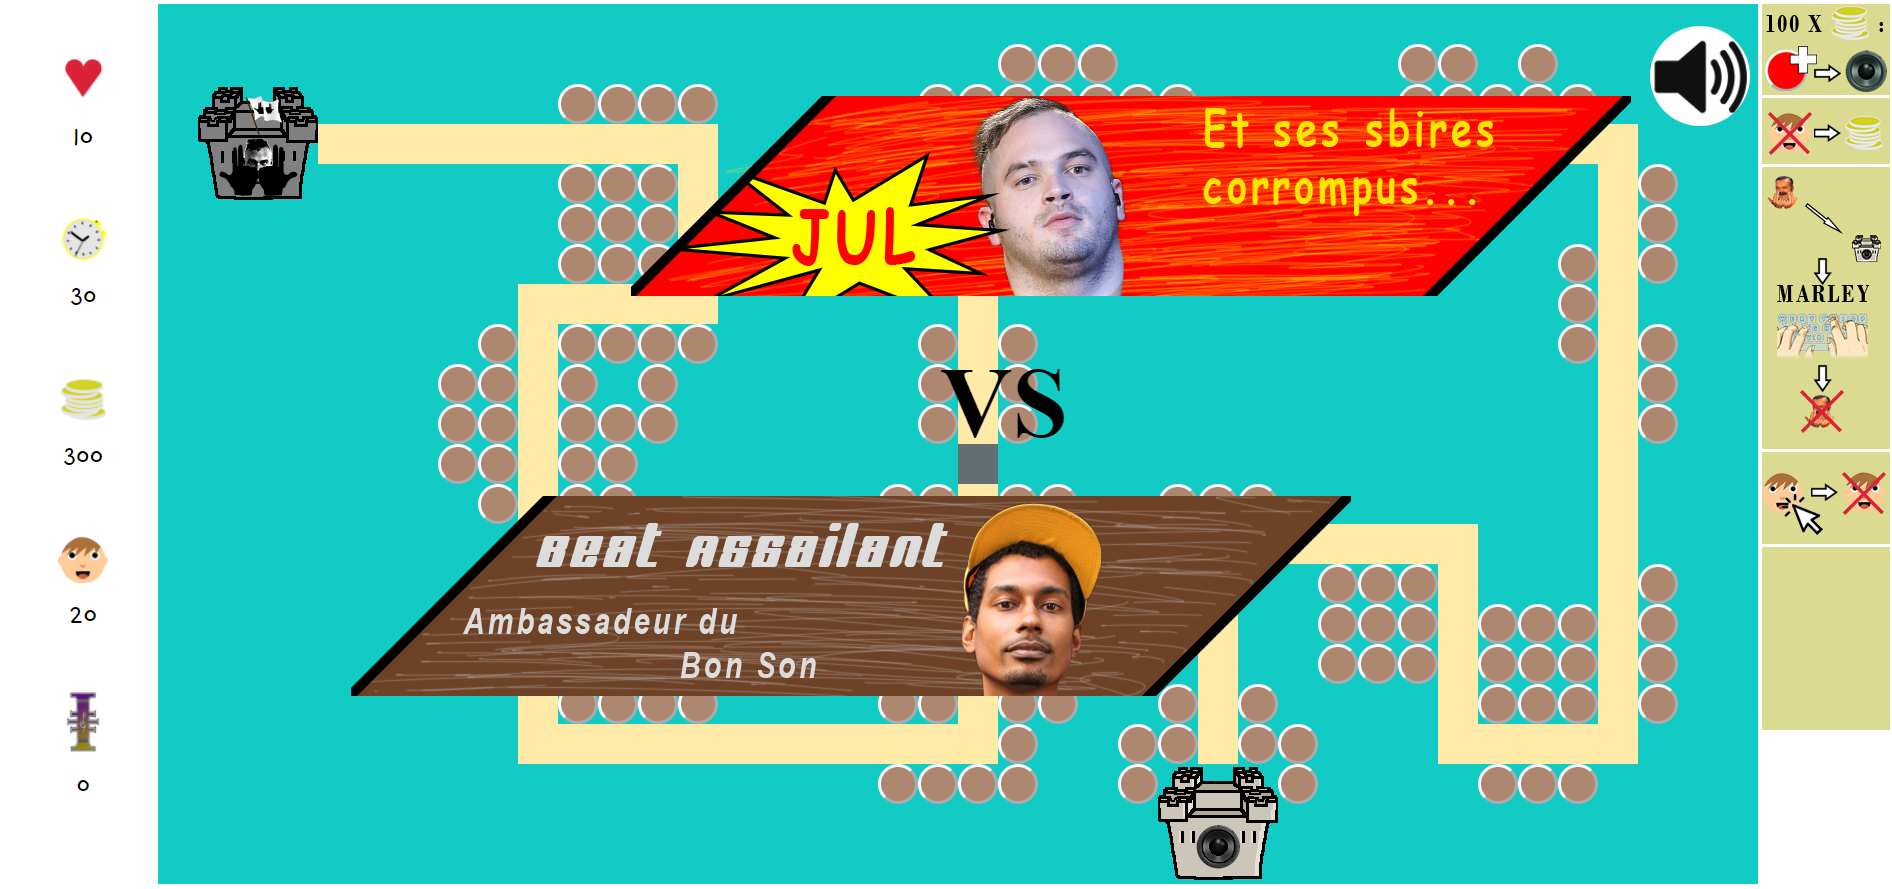 10
30
300
20
0
JUL
Et ses sbires
corrompus...
VS
Beat Assailant
Ambassadeur du
Bon Son
100 X :
MARLEY